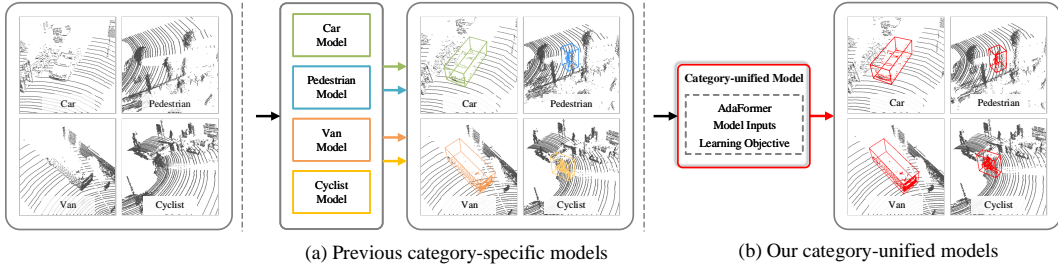 Car
Pedestrian
Van
Cyclist
Car
Model
Pedestrian
Model
Van
Model
Cyclist
Model
Car
Pedestrian
Van
Cyclist
(a) Previous category-specific models
Category-unified Model
AdaFormer
Model Inputs
Learning Objective
Car
Pedestrian
Van
Cyclist
(b) Our category-unified models